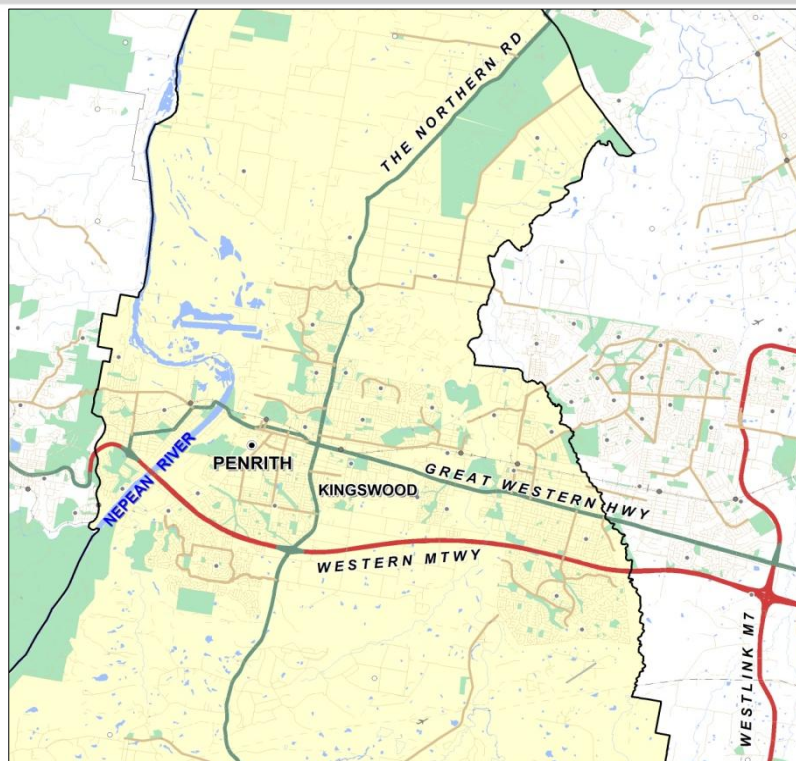 THE NORTHERN RD
NEPEAN RIVER
PENRITH
KINGSWOOD
GREAT WESTERN HWY
WESTERN MTWY
WESTLINK M7